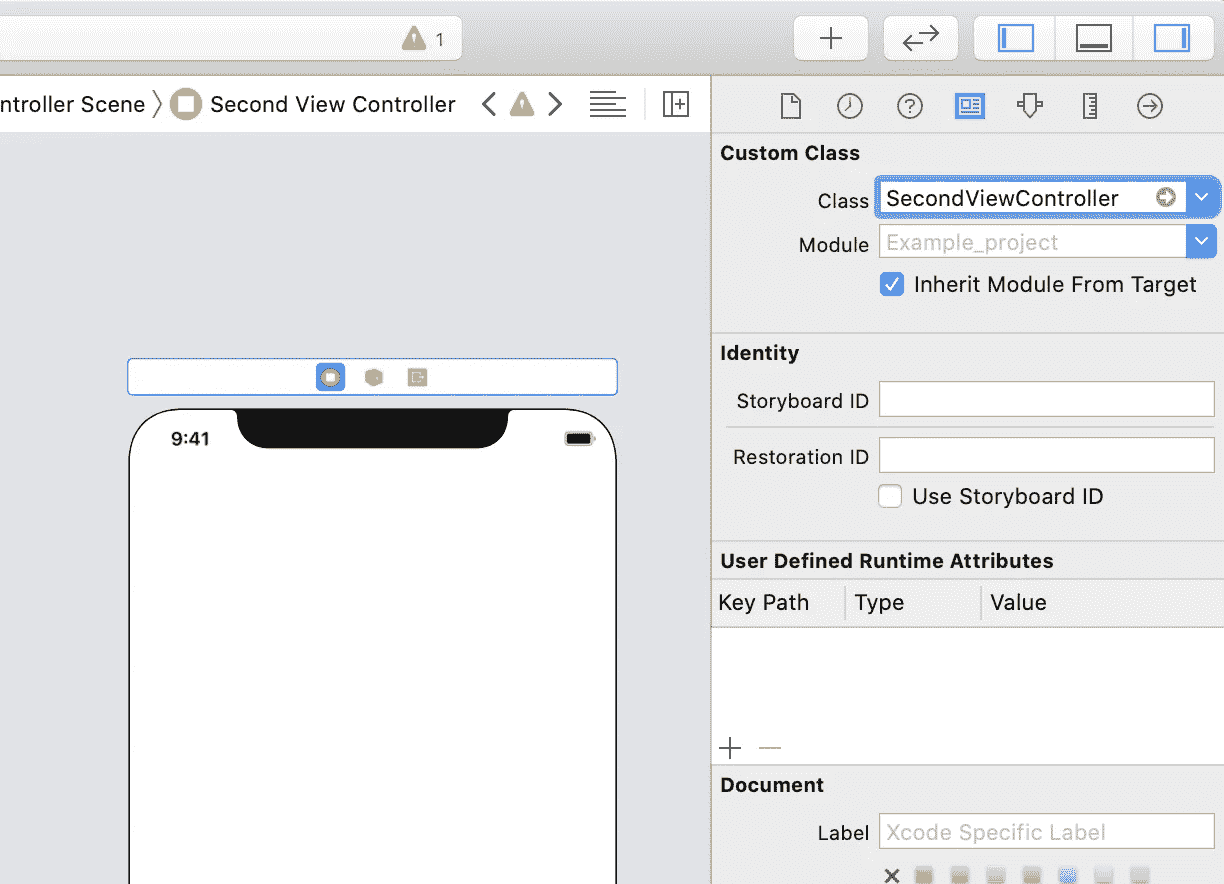 1
ntroller Scene
Second View Controller
Custom Class
Class
SecondViewController
Module
Example_project
Inherit Module From Target
9:41
Identity
Storyboard ID
Restoration ID
Use Storyboard ID
User Defined Runtime Attributes
Key Path Type Value
Document
Label
Xcode Specific Label